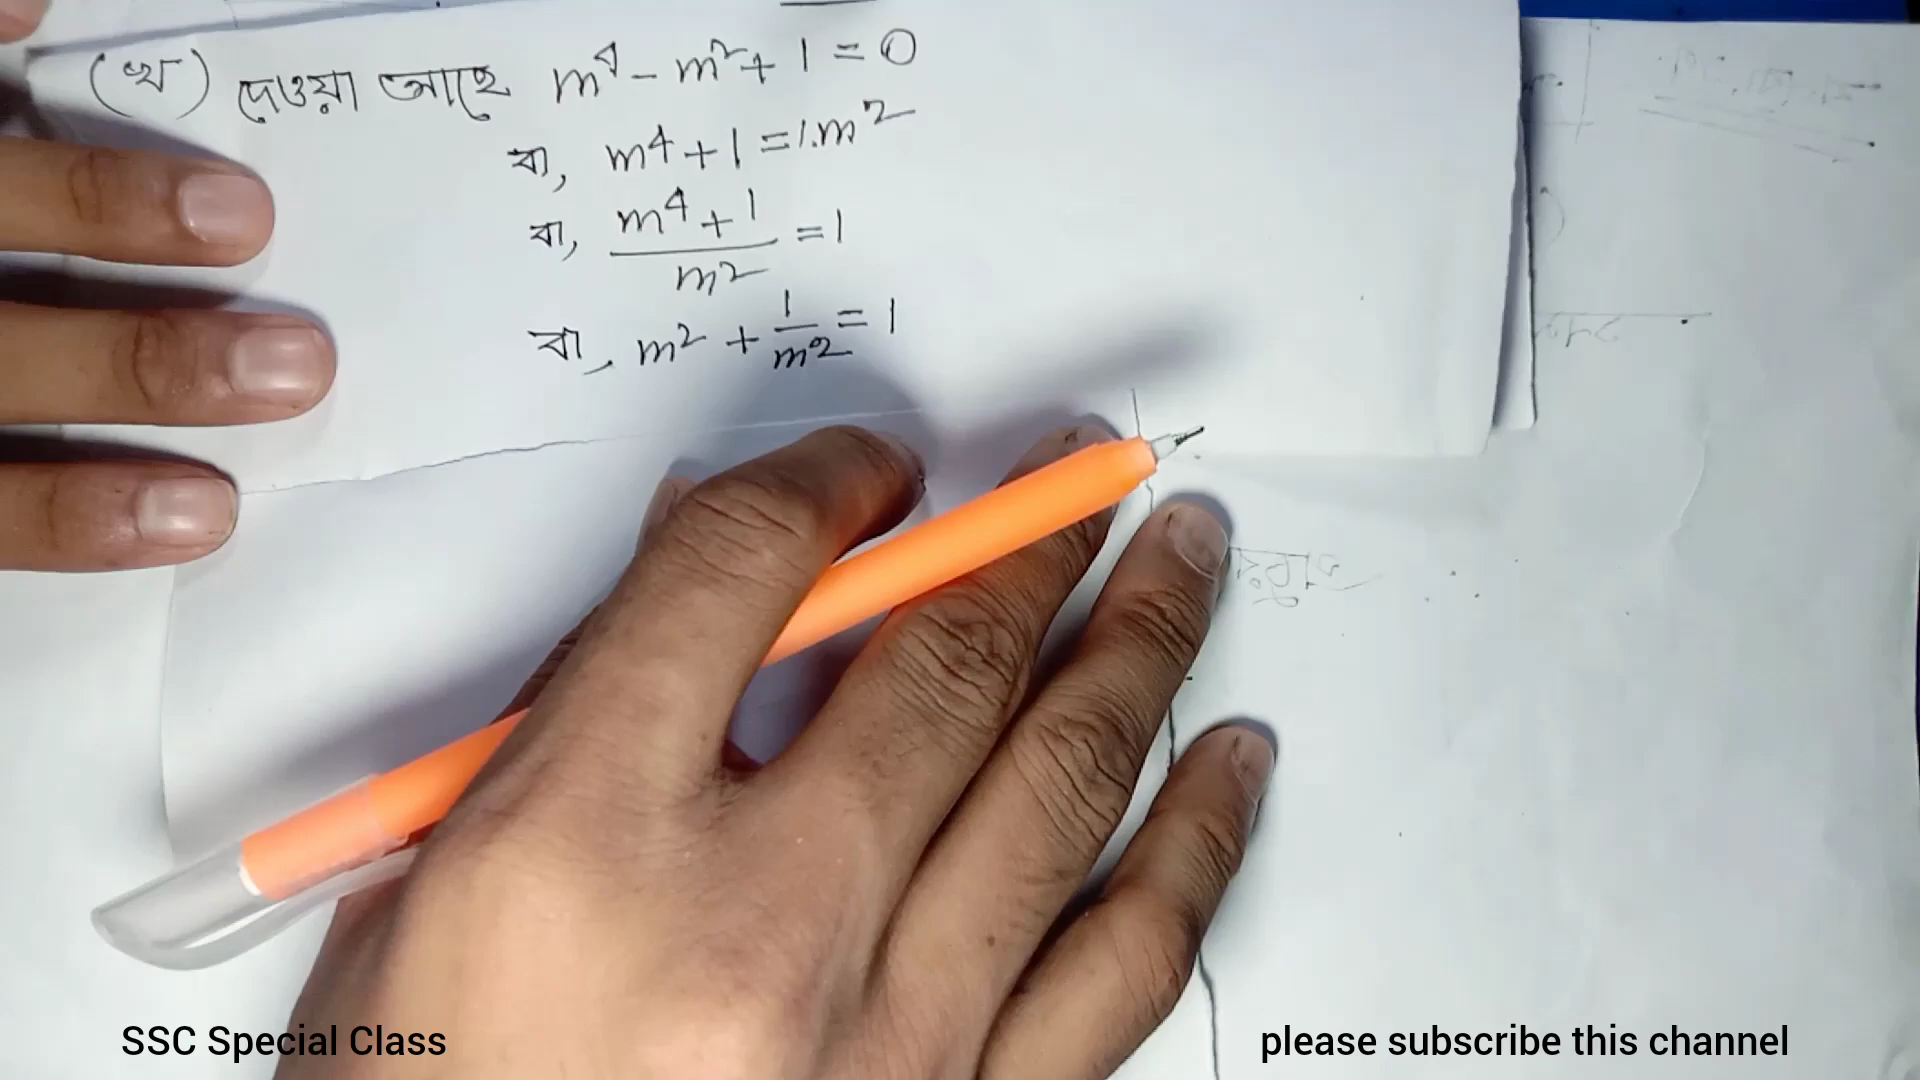 (খ) দেওয়া আছে m⁴ - m² + 1 = 0
বা, m⁴ + 1 = 1.m²
বা, (m⁴ + 1)/m² = 1
বা, m² + 1/m² = 1
SSC Special Class
please subscribe this channel